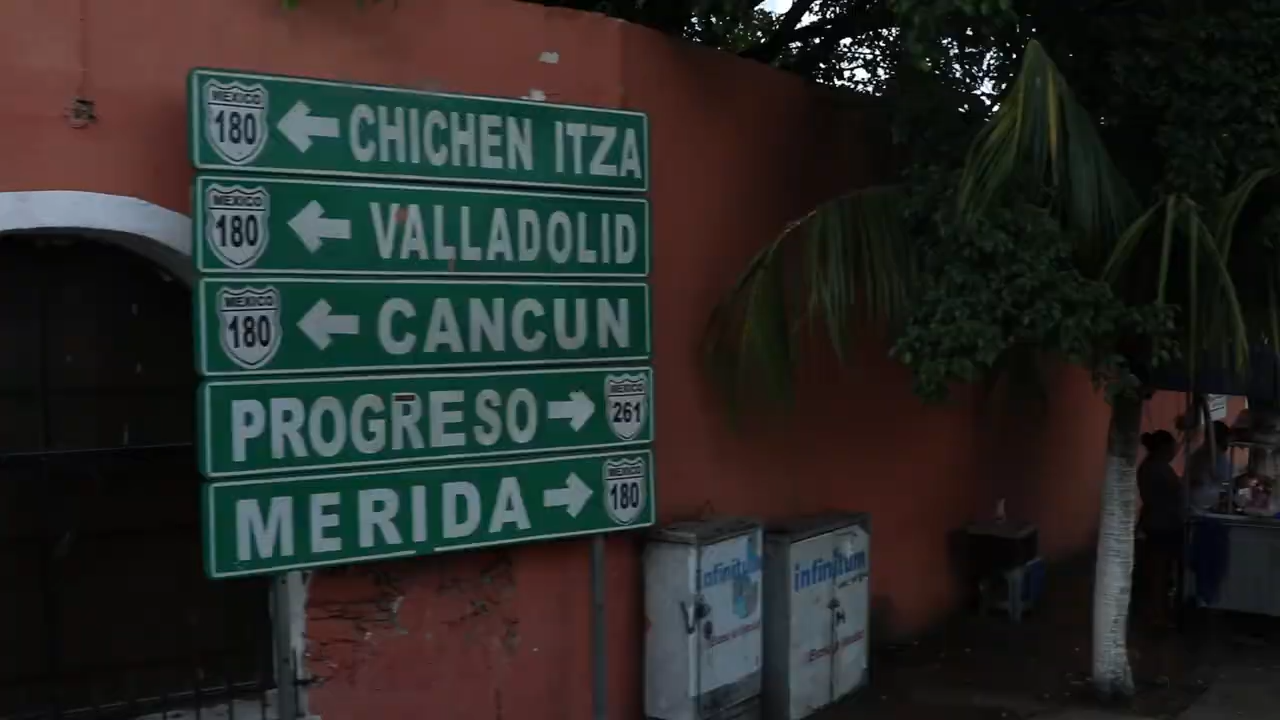 MEXICO 180 CHICHEN ITZA
MEXICO 180 VALLADOLID
MEXICO 180 CANCUN
PROGRESO MEXICO 261
MERIDA MEXICO 180
infinitum
infinitum